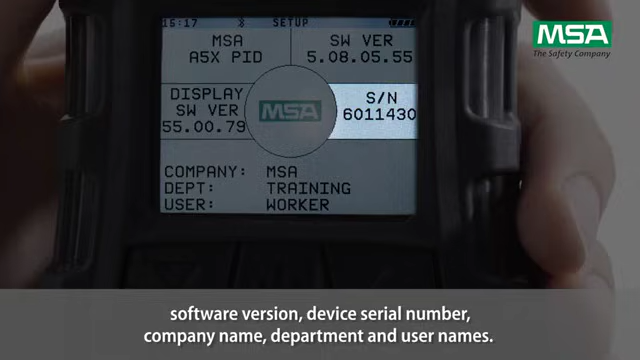 15:17 SETUP
MSA
A5X PID
SW VER
5.08.05.55
DISPLAY
SW VER
55.00.79
MSA
S/N
6011430
COMPANY: MSA
DEPT: TRAINING
USER: WORKER
MSA
The Safety Company
software version, device serial number,
company name, department and user names.